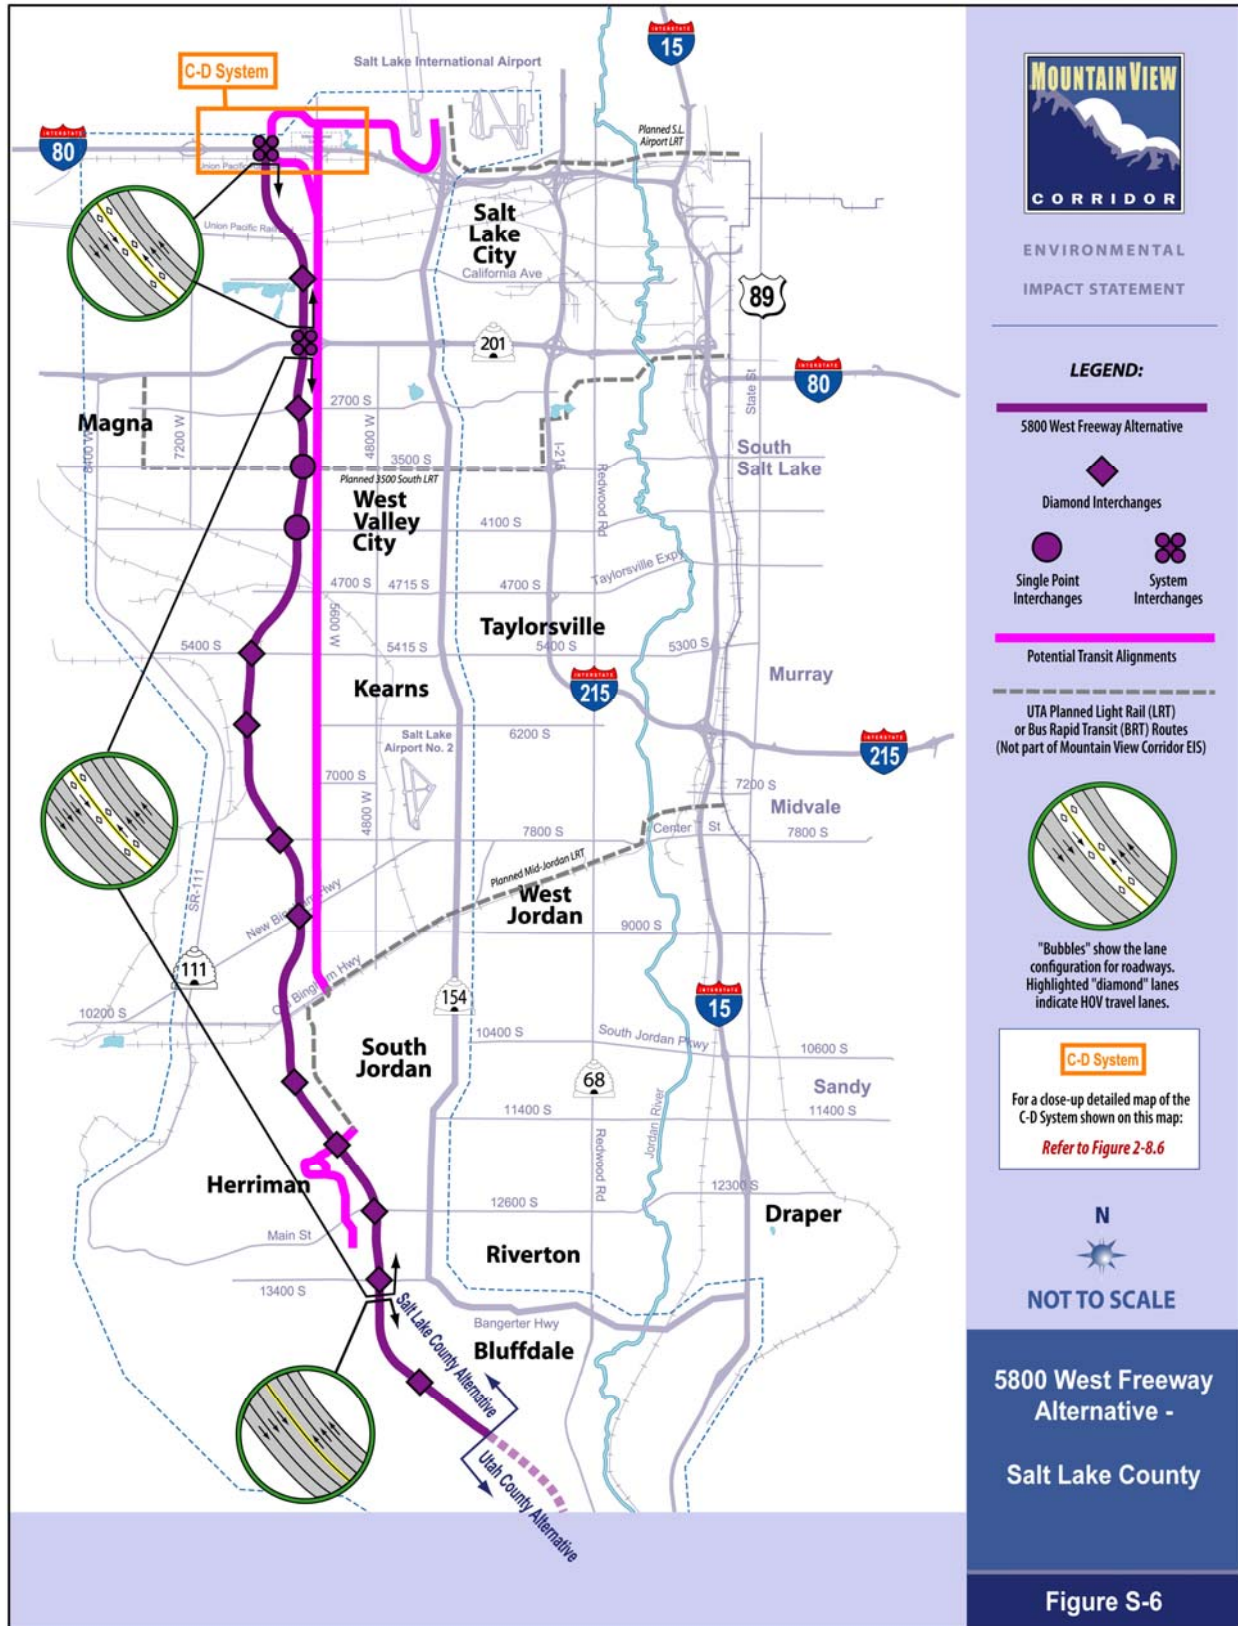 INTERSTATE
15
Salt Lake International Airport
C-D System
Planned S.L.
Airport LRT
INTERSTATE
80
Union Pacific
Salt
Lake
City
Union Pacific Rail
California Ave
89
201
INTERSTATE
80
State St
Magna
7200 W
2700 S
4800 W
I-215
Redwood Rd
South
Salt Lake
3500 S
Planned 3500 South LRT
West
Valley
City
4100 S
Taylorsville Expy
4700 S
4715 S
4700 S
5600 W
Taylorsville
5400 S
5415 S
5400 S
5300 S
Murray
Kearns
INTERSTATE
215
Salt Lake
Airport No. 2
6200 S
INTERSTATE
215
7000 S
4800 W
7200 S
Midvale
7800 S
Center St
7800 S
Planned Mid-Jordan LRT
SR-111
West
Jordan
New Bingham Hwy
9000 S
111
Old Bingham Hwy
154
INTERSTATE
15
10200 S
10400 S
South Jordan Pkwy
10600 S
South
Jordan
68
Sandy
11400 S
Jordan River
11400 S
Redwood Rd
Herriman
12600 S
12300 S
Draper
Main St
Riverton
13400 S
Bangerter Hwy
Bluffdale
Salt Lake County Alternative
Utah County Alternative
MOUNTAIN VIEW
CORRIDOR
ENVIRONMENTAL
IMPACT STATEMENT
LEGEND:
5800 West Freeway Alternative
Diamond Interchanges
Single Point
Interchanges
System
Interchanges
Potential Transit Alignments
UTA Planned Light Rail (LRT)
or Bus Rapid Transit (BRT) Routes
(Not part of Mountain View Corridor EIS)
"Bubbles" show the lane
configuration for roadways.
Highlighted "diamond" lanes
indicate HOV travel lanes.
C-D System
For a close-up detailed map of the
C-D System shown on this map:
Refer to Figure 2-8.6
N
NOT TO SCALE
5800 West Freeway
Alternative -
Salt Lake County
Figure S-6